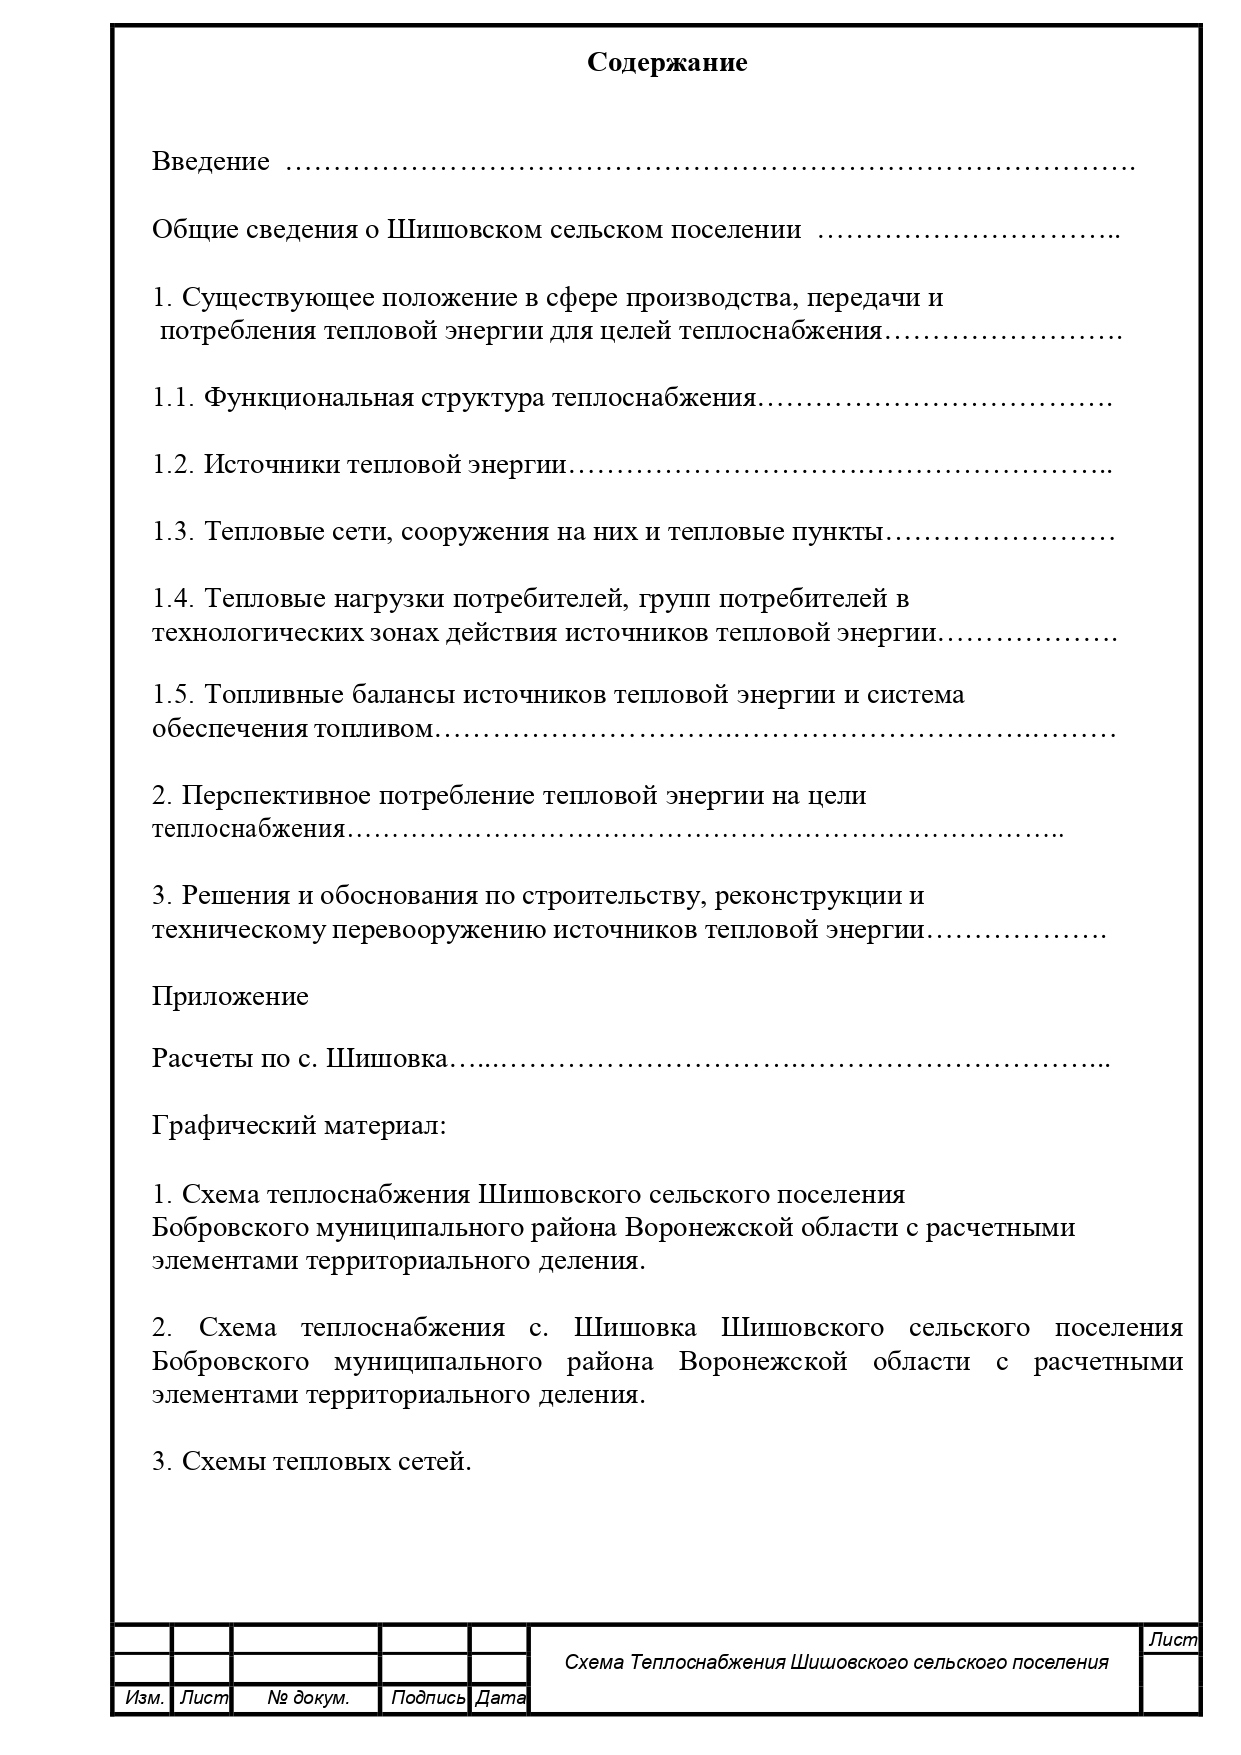 Содержание
Введение ……………………………………………………………………………….
Общие сведения о Шишовском сельском поселении …………………………..
1. Существующее положение в сфере производства, передачи и
потребления тепловой энергии для целей теплоснабжения…………………….
1.1. Функциональная структура теплоснабжения……………………………….
1.2. Источники тепловой энергии………………………….……………………..
1.3. Тепловые сети, сооружения на них и тепловые пункты……………………
1.4. Тепловые нагрузки потребителей, групп потребителей в
технологических зонах действия источников тепловой энергии……………….
1.5. Топливные балансы источников тепловой энергии и система
обеспечения топливом………………………….………………………….………
2. Перспективное потребление тепловой энергии на цели
теплоснабжения………………………….………………………….……………..
3. Решения и обоснования по строительству, реконструкции и
техническому перевооружению источников тепловой энергии……………….
Приложение
Расчеты по с. Шишовка…...………………………….…………………………...
Графический материал:
1. Схема теплоснабжения Шишовского сельского поселения
Бобровского муниципального района Воронежской области с расчетными
элементами территориального деления.
2. Схема теплоснабжения с. Шишовка Шишовского сельского поселения
Бобровского муниципального района Воронежской области с расчетными
элементами территориального деления.
3. Схемы тепловых сетей.
Лист
Схема Теплоснабжения Шишовского сельского поселения
Изм. Лист № докум. Подпись Дата